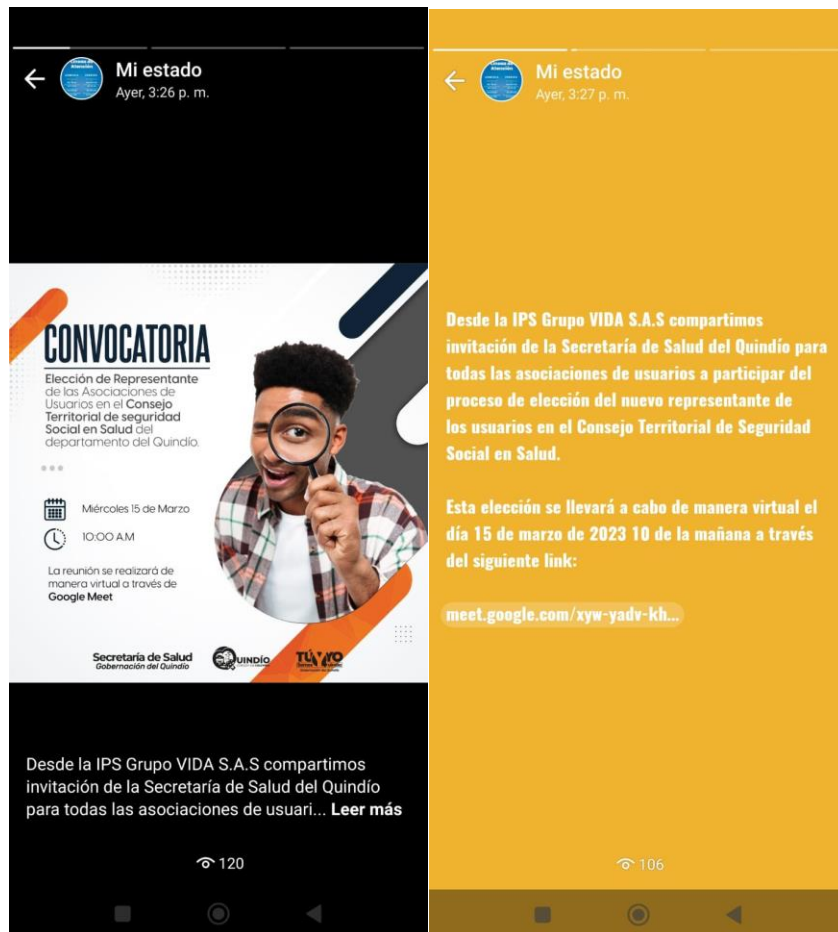 Mi estado
Ayer, 3:26 p. m.
CONVOCATORIA
Elección de Representante
de las Asociaciones de
Usuarios en el Consejo
Territorial de seguridad
Social en Salud del
departamento del Quindío.
Miércoles 15 de Marzo
10:00 A.M
La reunión se realizará de
manera virtual a través de
Google Meet
Secretaría de Salud
Gobernación del Quindío
QUINDÍO
TÚ Y YO
Desde la IPS Grupo VIDA S.A.S compartimos
invitación de la Secretaría de Salud del Quindío
para todas las asociaciones de usuari... Leer más
120
Mi estado
Ayer, 3:27 p. m.
Desde la IPS Grupo VIDA S.A.S compartimos
invitación de la Secretaría de Salud del Quindío para
todas las asociaciones de usuarios a participar del
proceso de elección del nuevo representante de
los usuarios en el Consejo Territorial de Seguridad
Social en Salud.
Esta elección se llevará a cabo de manera virtual el
día 15 de marzo de 2023 10 de la mañana a través
del siguiente link:
meet.google.com/xyw-yadv-kh...
106